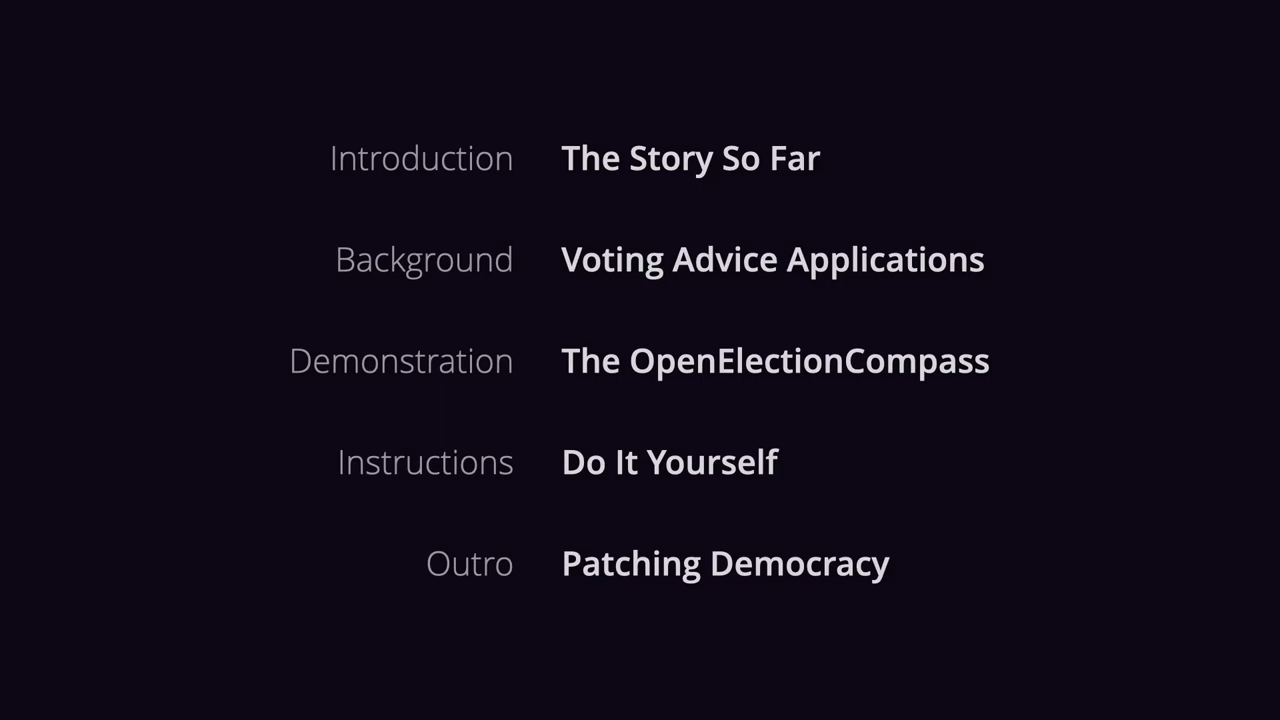 Introduction The Story So Far
Background Voting Advice Applications
Demonstration The OpenElectionCompass
Instructions Do It Yourself
Outro Patching Democracy